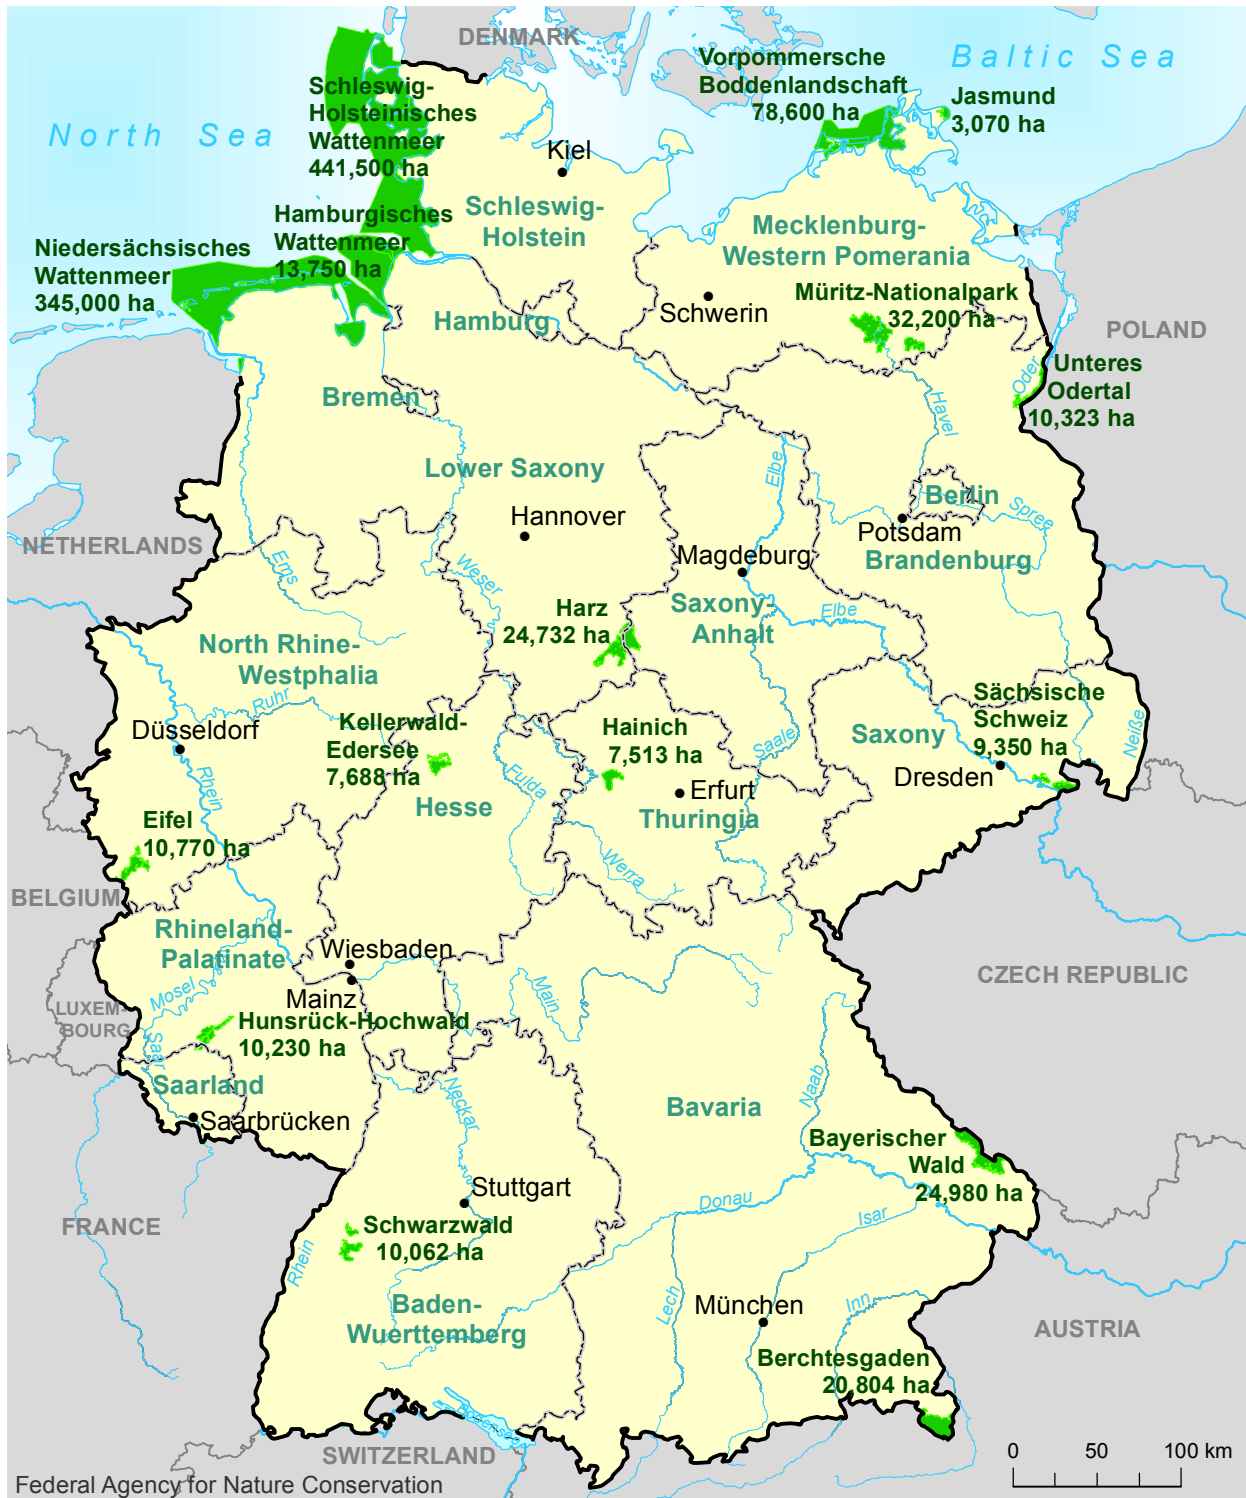 DENMARK
Baltic Sea
North Sea
Vorpommersche
Boddenlandschaft
78,600 ha
Jasmund
3,070 ha
Schleswig-
Holsteinisches
Wattenmeer
441,500 ha
Kiel
Schleswig-
Holstein
Hamburgisches
Wattenmeer
13,750 ha
Niedersächsisches
Wattenmeer
345,000 ha
Mecklenburg-
Western Pomerania
Müritz-Nationalpark
32,200 ha
Schwerin
Hamburg
POLAND
Oder
Unteres
Odertal
10,323 ha
Bremen
Havel
Lower Saxony
Elbe
Berlin
Spree
Hannover
Potsdam
Brandenburg
NETHERLANDS
Ems
Weser
Magdeburg
Saxony-
Anhalt
Elbe
Harz
24,732 ha
North Rhine-
Westphalia
Ruhr
Düsseldorf
Kellerwald-
Edersee
7,688 ha
Hainich
7,513 ha
Saale
Saxony
Sächsische
Schweiz
9,350 ha
Neiße
Dresden
Rhein
Fulda
Hesse
Erfurt
Thuringia
Eifel
10,770 ha
Werra
BELGIUM
Rhineland-
Palatinate
Wiesbaden
Mainz
Mosel
Main
CZECH REPUBLIC
LUXEM-
BOURG
Hunsrück-Hochwald
10,230 ha
Saar
Saarland
Saarbrücken
Neckar
Bavaria
Naab
Bayerischer
Wald
24,980 ha
Stuttgart
Donau
Isar
FRANCE
Schwarzwald
10,062 ha
Rhein
Baden-
Wuerttemberg
Lech
München
Inn
AUSTRIA
Berchtesgaden
20,804 ha
Bodensee
SWITZERLAND
0 50 100 km
Federal Agency for Nature Conservation